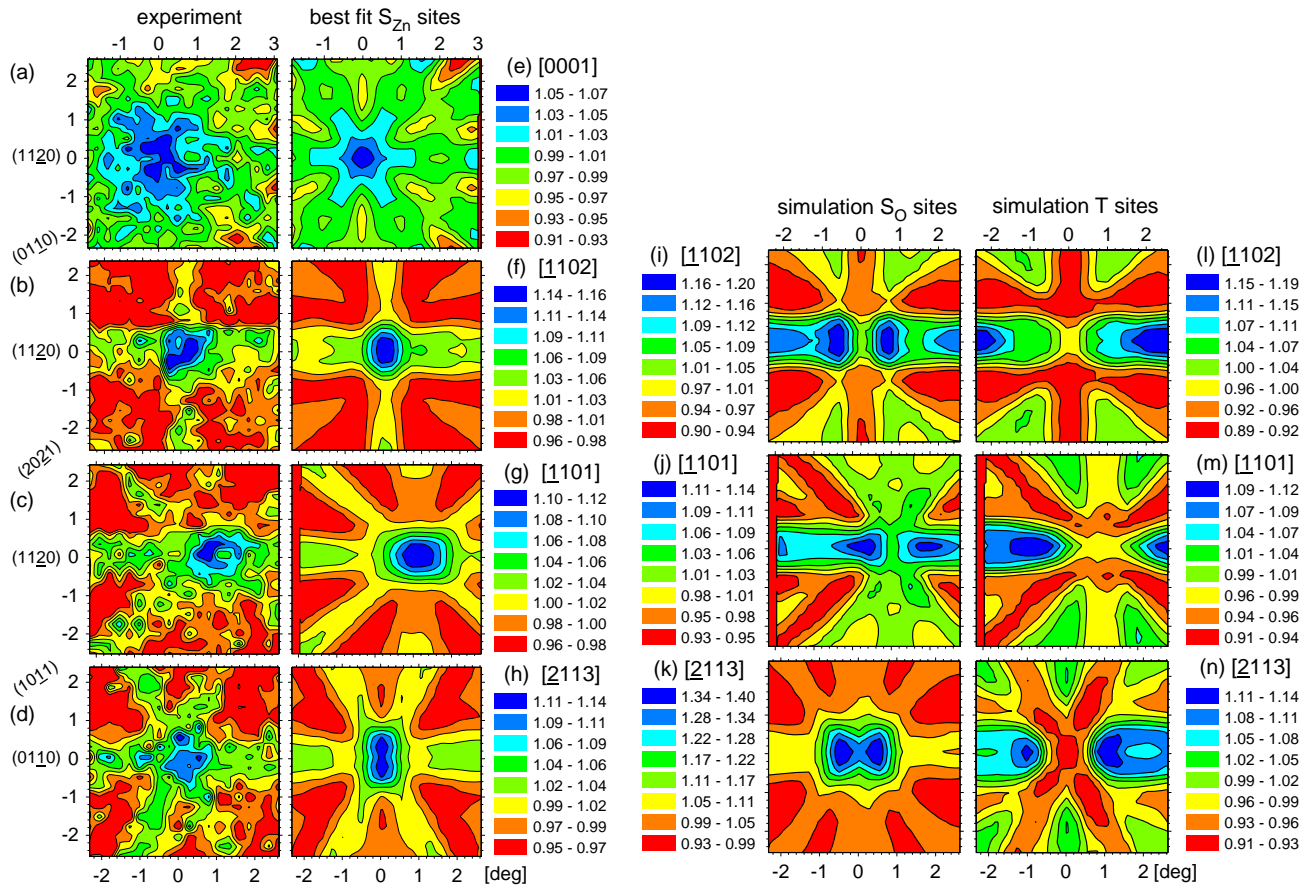 experiment
best fit S_Zn sites
-1 0 1 2 3
-1 0 1 2 3
(a)
2
1
0
-1
-2
(1120)
(0110)
(e) [0001]
1.05 - 1.07
1.03 - 1.05
1.01 - 1.03
0.99 - 1.01
0.97 - 0.99
0.95 - 0.97
0.93 - 0.95
0.91 - 0.93
(b)
2
1
0
-1
-2
(1120)
(2021)
(f) [1102]
1.14 - 1.16
1.11 - 1.14
1.09 - 1.11
1.06 - 1.09
1.03 - 1.06
1.01 - 1.03
0.98 - 1.01
0.96 - 0.98
(c)
2
1
0
-1
-2
(1120)
(1011)
(g) [1101]
1.10 - 1.12
1.08 - 1.10
1.06 - 1.08
1.04 - 1.06
1.02 - 1.04
1.00 - 1.02
0.98 - 1.00
0.96 - 0.98
(d)
2
1
0
-1
-2
(0110)
(h) [2113]
1.11 - 1.14
1.09 - 1.11
1.06 - 1.09
1.04 - 1.06
1.02 - 1.04
0.99 - 1.02
0.97 - 0.99
0.95 - 0.97
-2 -1 0 1 2
-2 -1 0 1 2 [deg]
simulation S_O sites
simulation T sites
-2 -1 0 1 2
-2 -1 0 1 2
(i) [1102]
1.16 - 1.20
1.12 - 1.16
1.09 - 1.12
1.05 - 1.09
1.01 - 1.05
0.97 - 1.01
0.94 - 0.97
0.90 - 0.94
(l) [1102]
1.15 - 1.19
1.11 - 1.15
1.07 - 1.11
1.04 - 1.07
1.00 - 1.04
0.96 - 1.00
0.92 - 0.96
0.89 - 0.92
(j) [1101]
1.11 - 1.14
1.09 - 1.11
1.06 - 1.09
1.03 - 1.06
1.01 - 1.03
0.98 - 1.01
0.95 - 0.98
0.93 - 0.95
(m) [1101]
1.09 - 1.12
1.07 - 1.09
1.04 - 1.07
1.01 - 1.04
0.99 - 1.01
0.96 - 0.99
0.94 - 0.96
0.91 - 0.94
(k) [2113]
1.34 - 1.40
1.28 - 1.34
1.22 - 1.28
1.17 - 1.22
1.11 - 1.17
1.05 - 1.11
0.99 - 1.05
0.93 - 0.99
(n) [2113]
1.11 - 1.14
1.08 - 1.11
1.05 - 1.08
1.02 - 1.05
0.99 - 1.02
0.96 - 0.99
0.93 - 0.96
0.91 - 0.93
-2 -1 0 1 2
-2 -1 0 1 2 [deg]